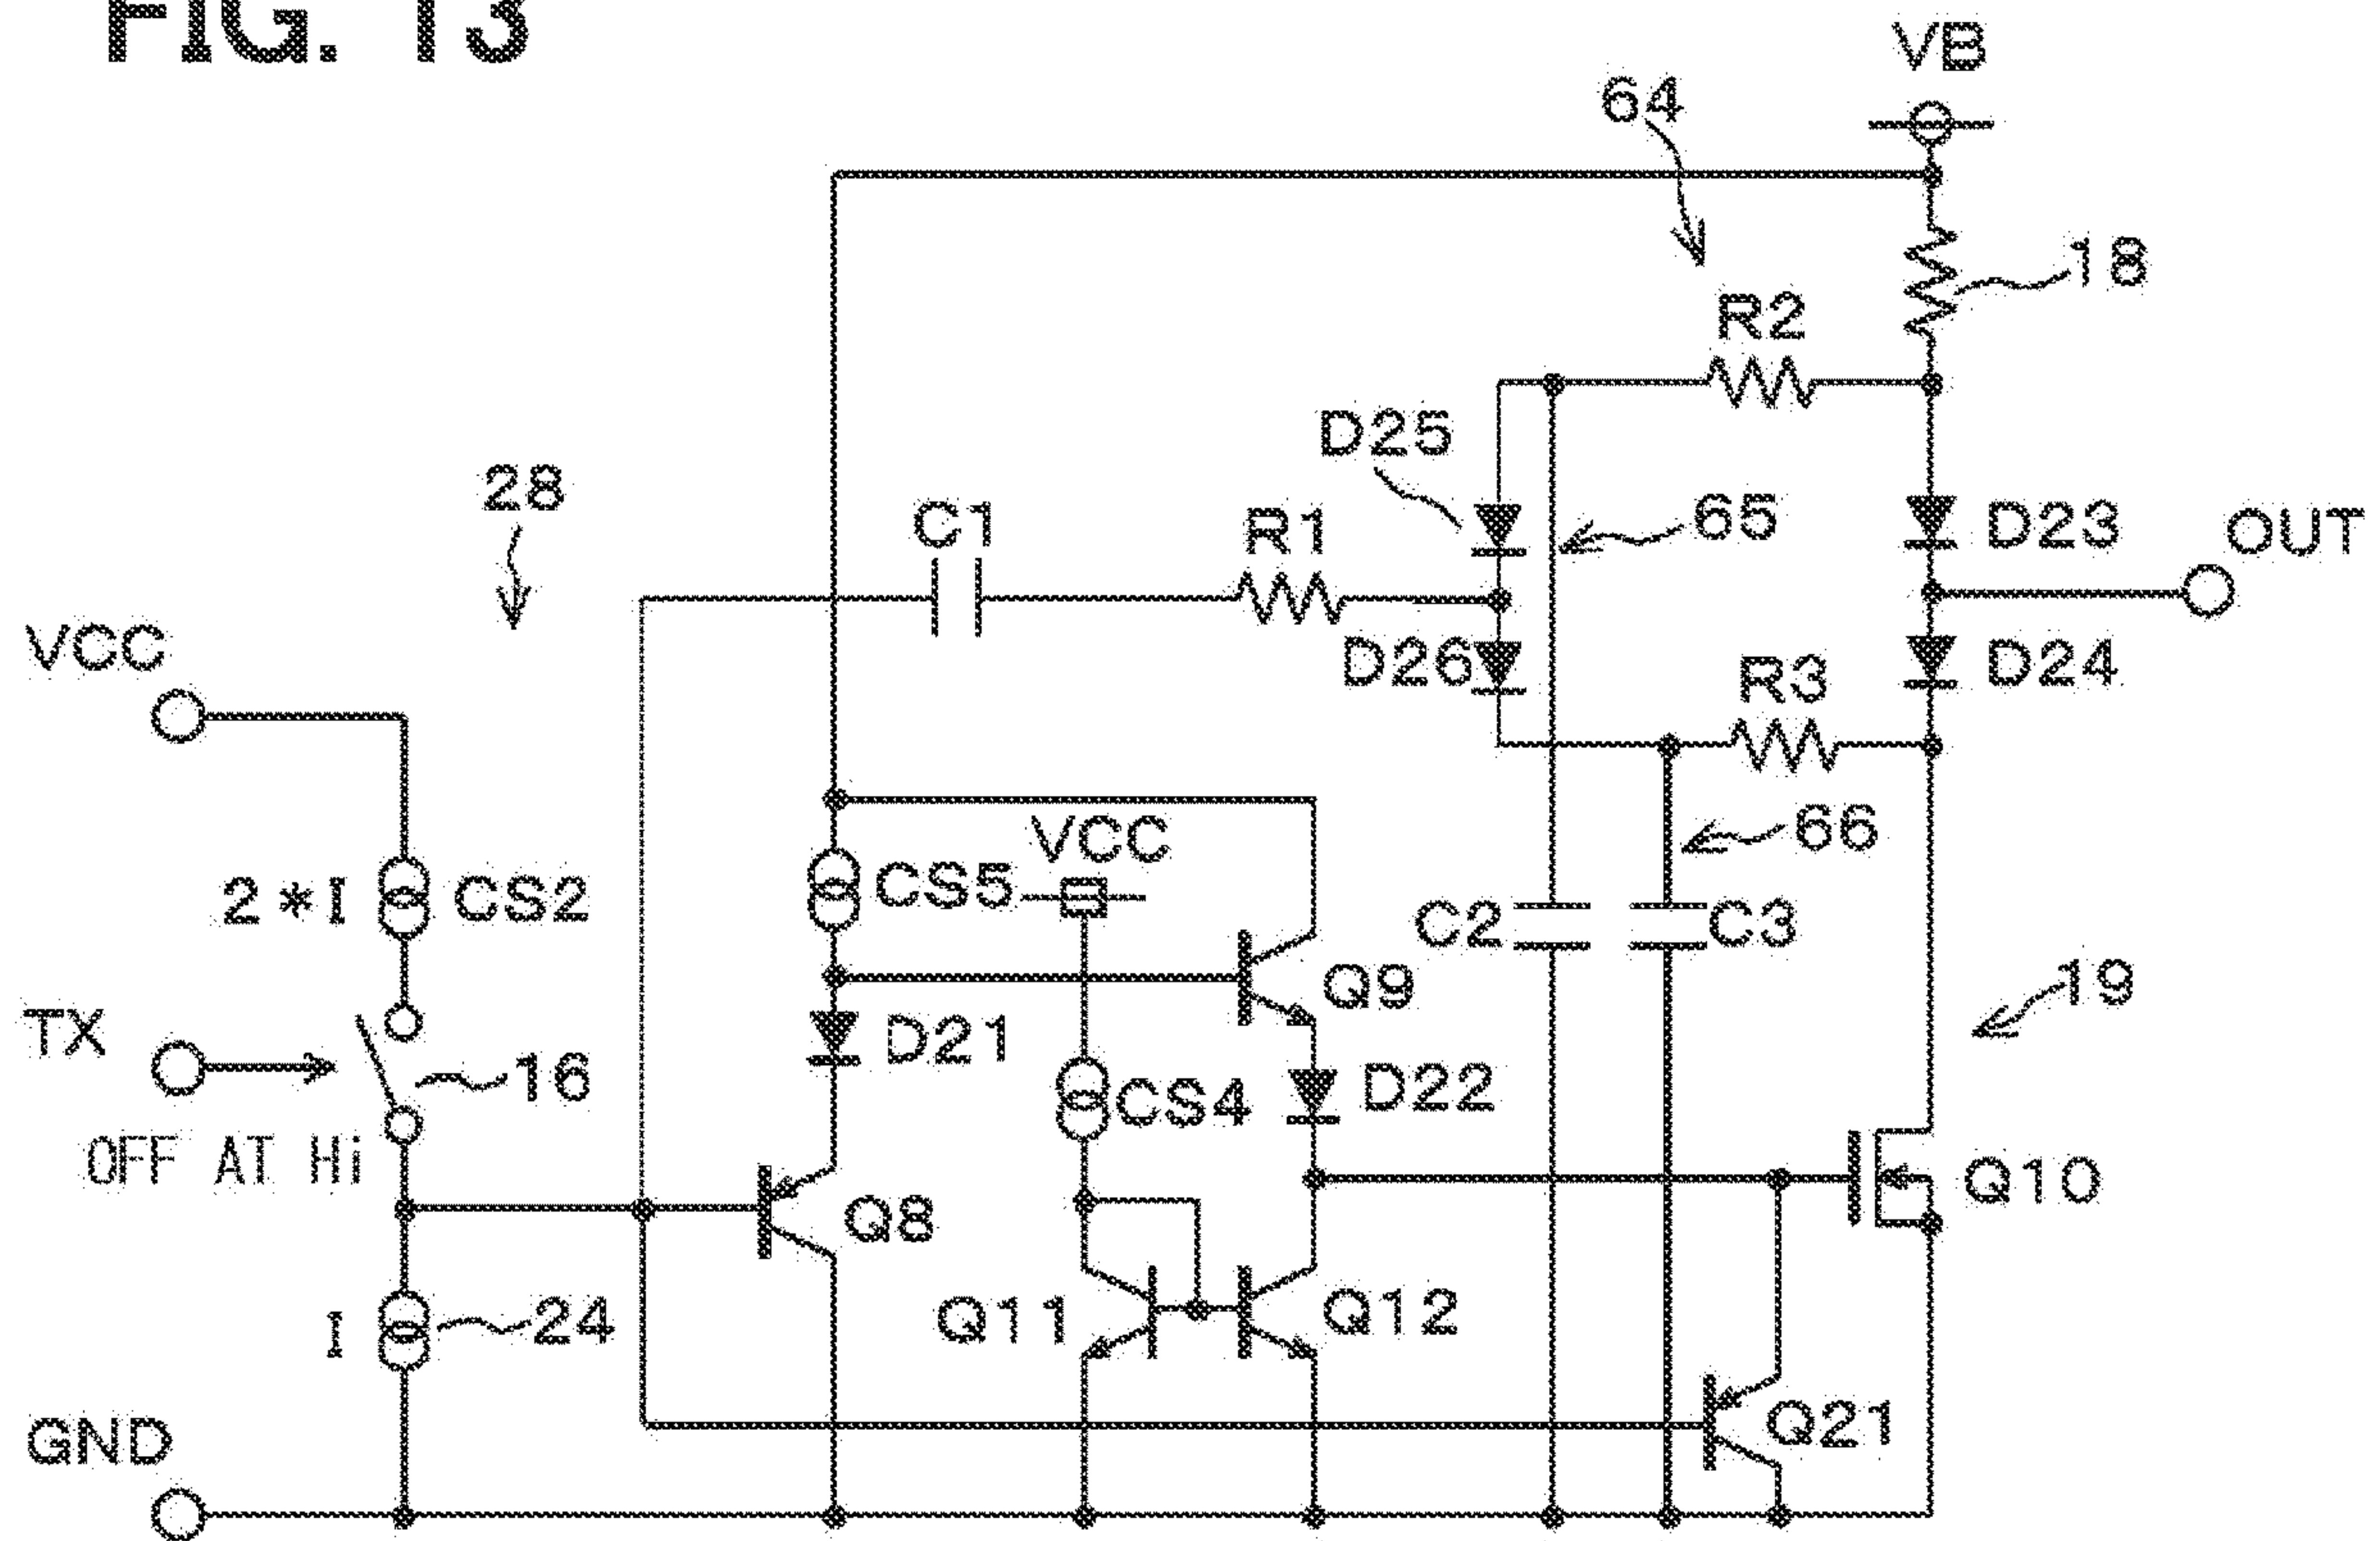 FIG. 13
VB
64
18
R2
D25
28
C1
R1
65
D23
OUT
VCC
D26
R3
D24
66
VCC
2*I
CS2
CS5
C2
C3
Q9
19
TX
D21
16
CS4
D22
OFF AT Hi
Q8
Q10
I
24
Q11
Q12
GND
Q21